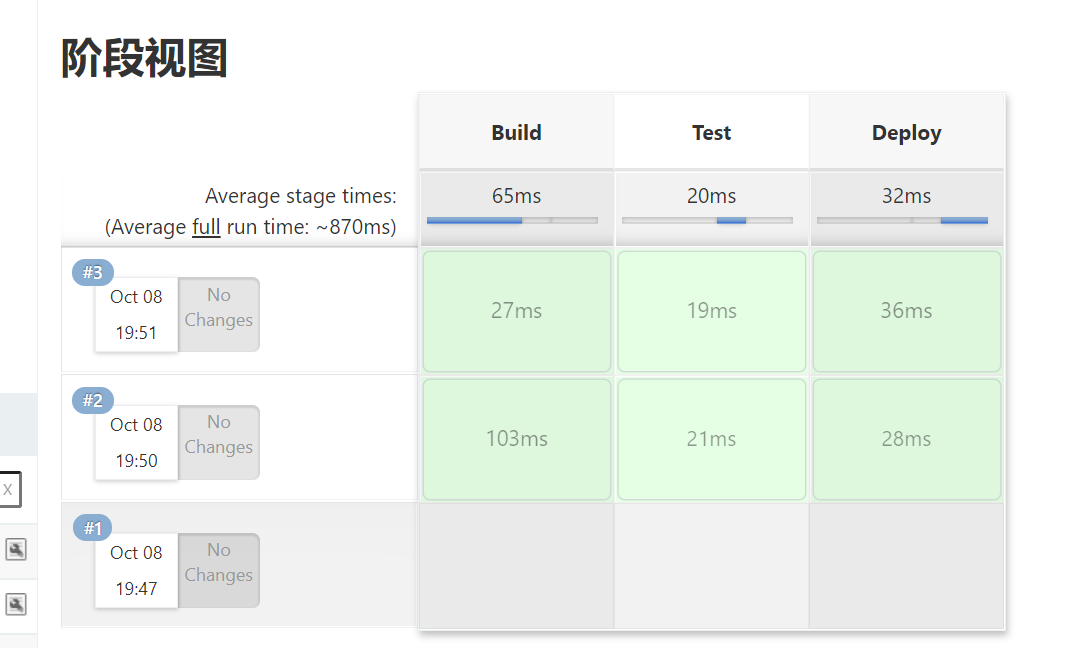 阶段视图
Build Test Deploy
Average stage times: 65ms 20ms 32ms
(Average full run time: ~870ms)
#3
Oct 08 No
19:51 Changes
27ms 19ms 36ms
#2
Oct 08 No
19:50 Changes
103ms 21ms 28ms
X
#1
Oct 08 No
19:47 Changes